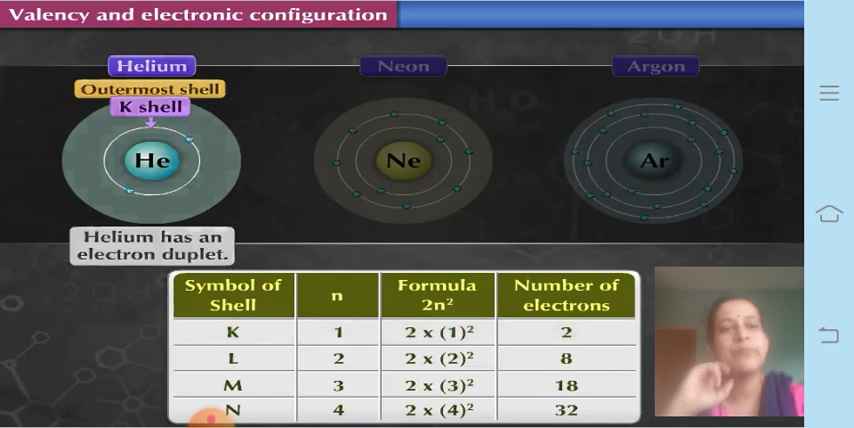 Valency and electronic configuration
Helium
Neon
Argon
Outermost shell
K shell
He
Ne
Ar
Helium has an
electron duplet.
Symbol of Shell | n | Formula 2n² | Number of electrons
K | 1 | 2 x (1)² | 2
L | 2 | 2 x (2)² | 8
M | 3 | 2 x (3)² | 18
N | 4 | 2 x (4)² | 32